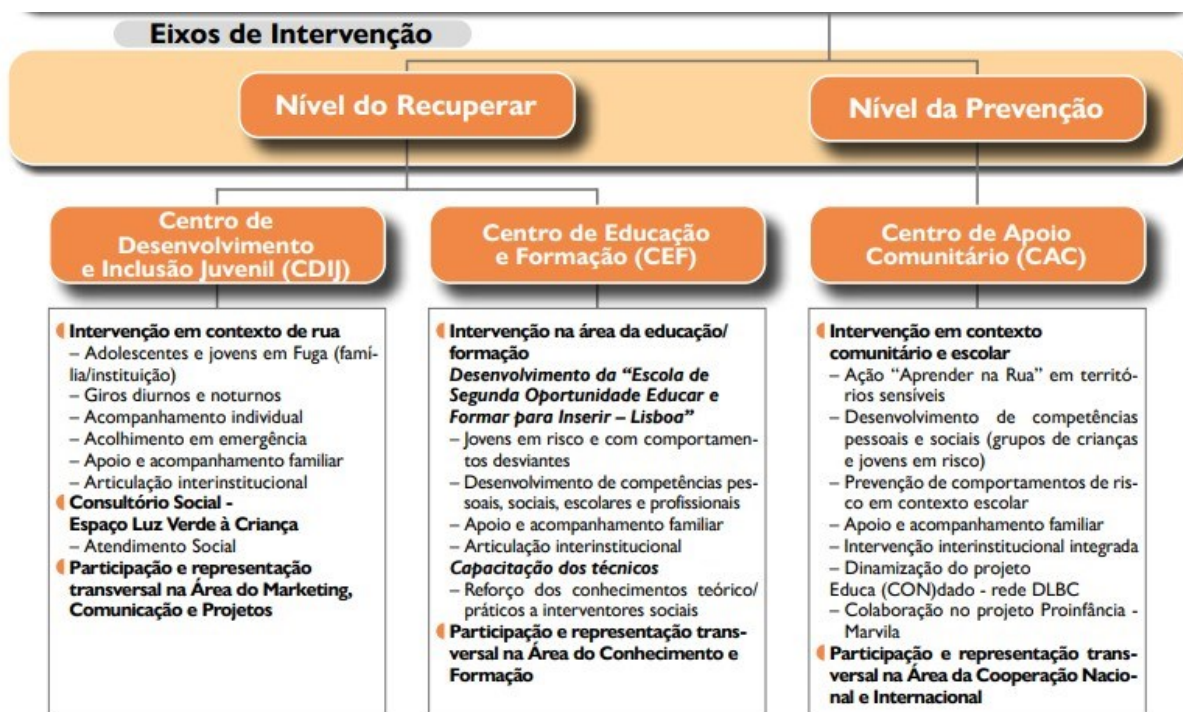 Eixos de Intervenção
Nível do Recuperar
Nível da Prevenção
Centro de
Desenvolvimento
e Inclusão Juvenil (CDIJ)
Intervenção em contexto de rua
– Adolescentes e jovens em Fuga (famí-
lia/instituição)
– Giros diurnos e noturnos
– Acompanhamento individual
– Acolhimento em emergência
– Apoio e acompanhamento familiar
– Articulação interinstitucional
Consultório Social -
Espaço Luz Verde à Criança
– Atendimento Social
Participação e representação
transversal na Área do Marketing,
Comunicação e Projetos
Centro de Educação
e Formação (CEF)
Intervenção na área da educação/
formação
Desenvolvimento da “Escola de
Segunda Oportunidade Educar e
Formar para Inserir – Lisboa”
– Jovens em risco e com comportamen-
tos desviantes
– Desenvolvimento de competências pes-
soais, sociais, escolares e profissionais
– Apoio e acompanhamento familiar
– Articulação interinstitucional
Capacitação dos técnicos
– Reforço dos conhecimentos teórico/
práticos a interventores sociais
Participação e representação trans-
versal na Área do Conhecimento e
Formação
Centro de Apoio
Comunitário (CAC)
Intervenção em contexto
comunitário e escolar
– Ação “Aprender na Rua” em territó-
rios sensíveis
– Desenvolvimento de competências
pessoais e sociais (grupos de crianças
e jovens em risco)
– Prevenção de comportamentos de ris-
co em contexto escolar
– Apoio e acompanhamento familiar
– Intervenção interinstitucional integrada
– Dinamização do projeto
Educa (CON)dado - rede DLBC
– Colaboração no projeto Proinfância -
Marvila
Participação e representação trans-
versal na Área da Cooperação Nacio-
nal e Internacional